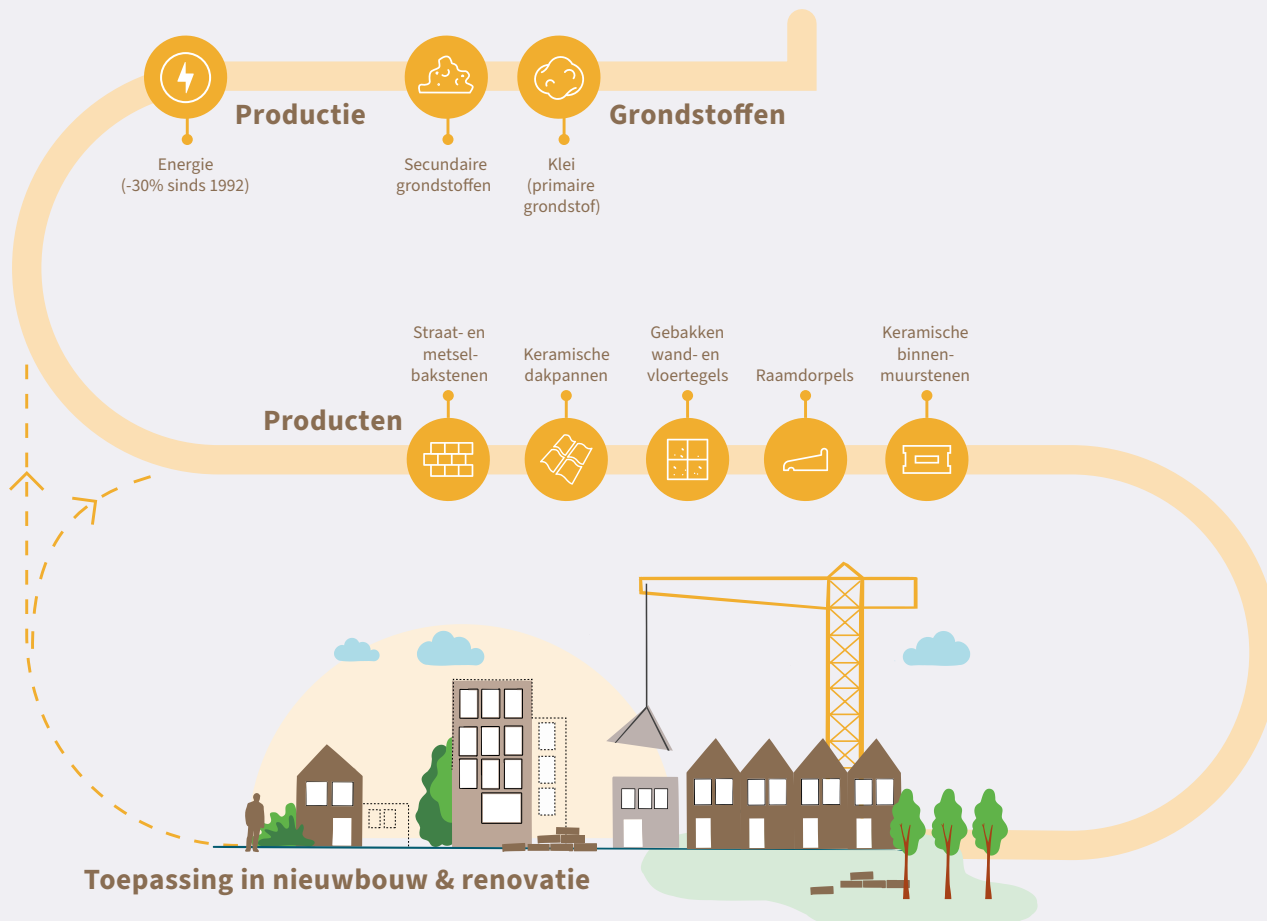 Productie
Grondstoffen
Energie
(-30% sinds 1992)
Secundaire
grondstoffen
Klei
(primaire
grondstof)
Producten
Straat- en
metsel-
bakstenen
Keramische
dakpannen
Gebakken
wand- en
vloertegels
Raamdorpels
Keramische
binnen-
muurstenen
Toepassing in nieuwbouw & renovatie